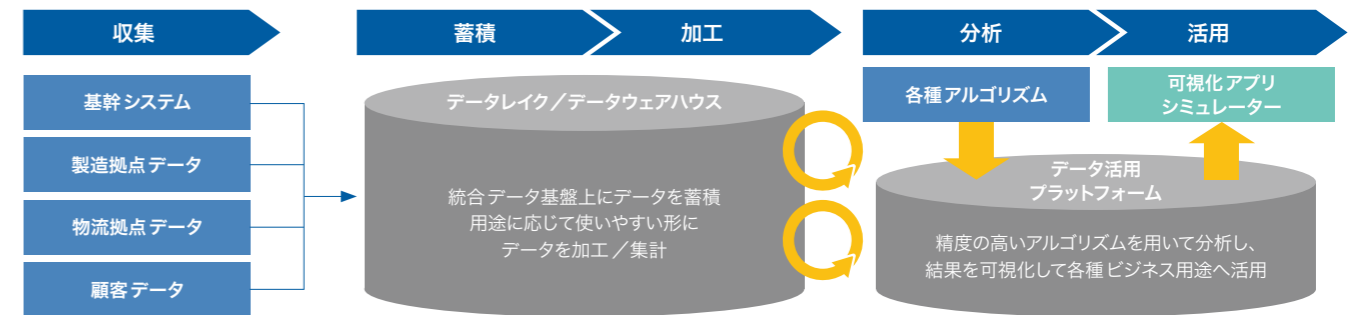 収集
蓄積
加工
分析
活用
基幹システム
製造拠点データ
物流拠点データ
顧客データ
データレイク／データウェアハウス
統合データ基盤上にデータを蓄積
用途に応じて使いやすい形に
データを加工／集計
各種アルゴリズム
可視化アプリ
シミュレーター
データ活用
プラットフォーム
精度の高いアルゴリズムを用いて分析し、
結果を可視化して各種ビジネス用途へ活用